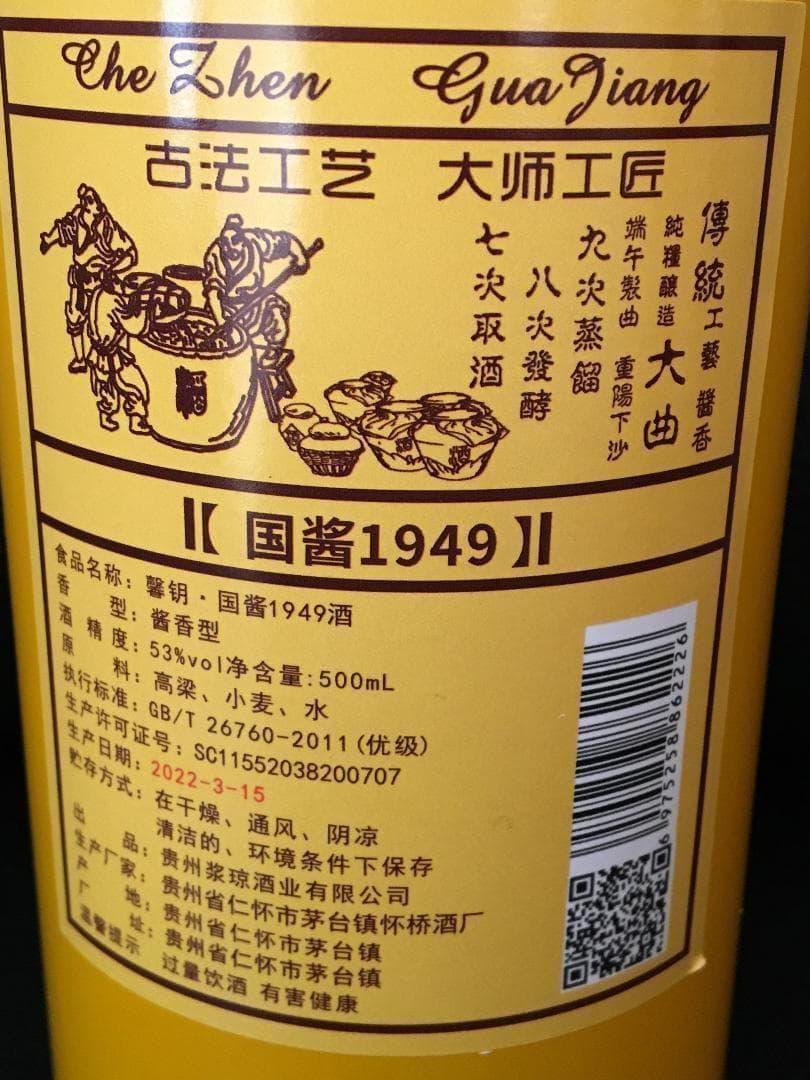 Che Zhen GuaJiang
古法工艺 大师工匠
傳統工藝 醬香
純糧釀造 大曲
端午製曲 重陽下沙
九次蒸餾
八次發酵
七次取酒
酒
酒
酒
【国酱1949】
食品名称：馨钥·国酱1949酒
香 型：酱香型
酒精度：53%vol净含量:500mL
原 料：高粱、小麦、水
执行标准：GB/T 26760-2011(优级)
生产许可证号：SC11552038200707
生产日期：2022-3-15
贮存方式：在干燥、通风、阴凉
清洁的、环境条件下保存
出 品：贵州浆琼酒业有限公司
生产厂家：贵州省仁怀市茅台镇怀桥酒厂
产 地：贵州省仁怀市茅台镇
厂 址：贵州省仁怀市茅台镇
温馨提示 过量饮酒 有害健康
6975258862226